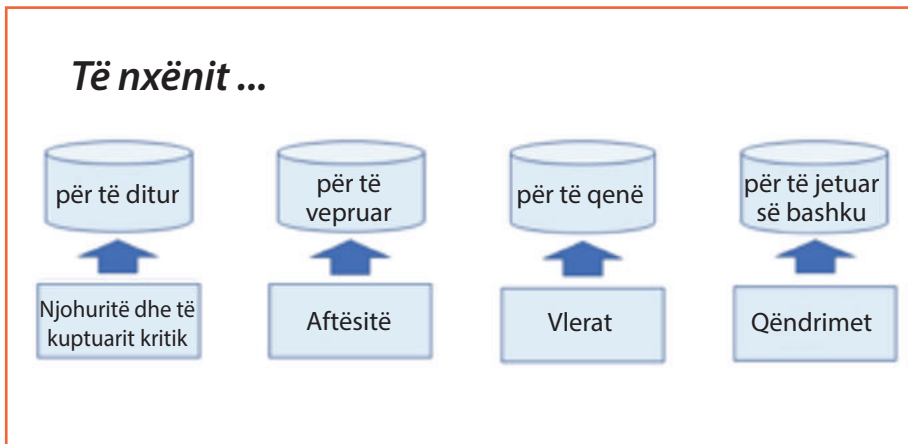 Të nxënit ...
për të ditur
për të
vepruar
për të qenë
për të jetuar
së bashku
Njohuritë dhe të
kuptuarit kritik
Aftësitë
Vlerat
Qëndrimet